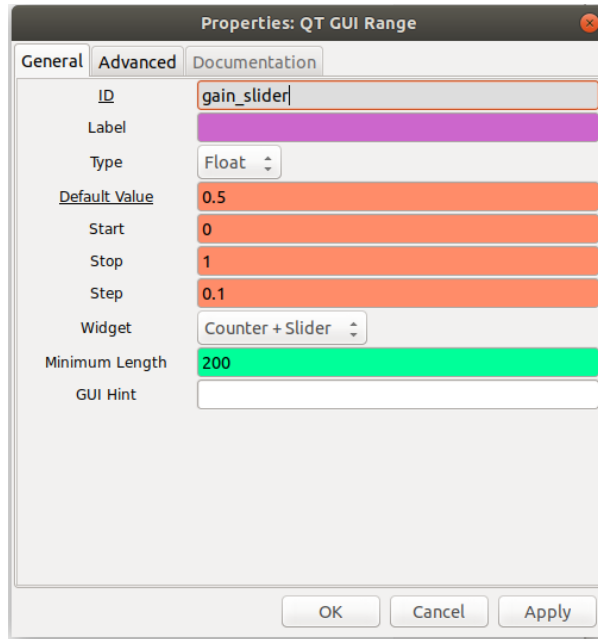 Properties: QT GUI Range
General Advanced Documentation
ID gain_slider
Label
Type Float
Default Value 0.5
Start 0
Stop 1
Step 0.1
Widget Counter + Slider
Minimum Length 200
GUI Hint
OK Cancel Apply